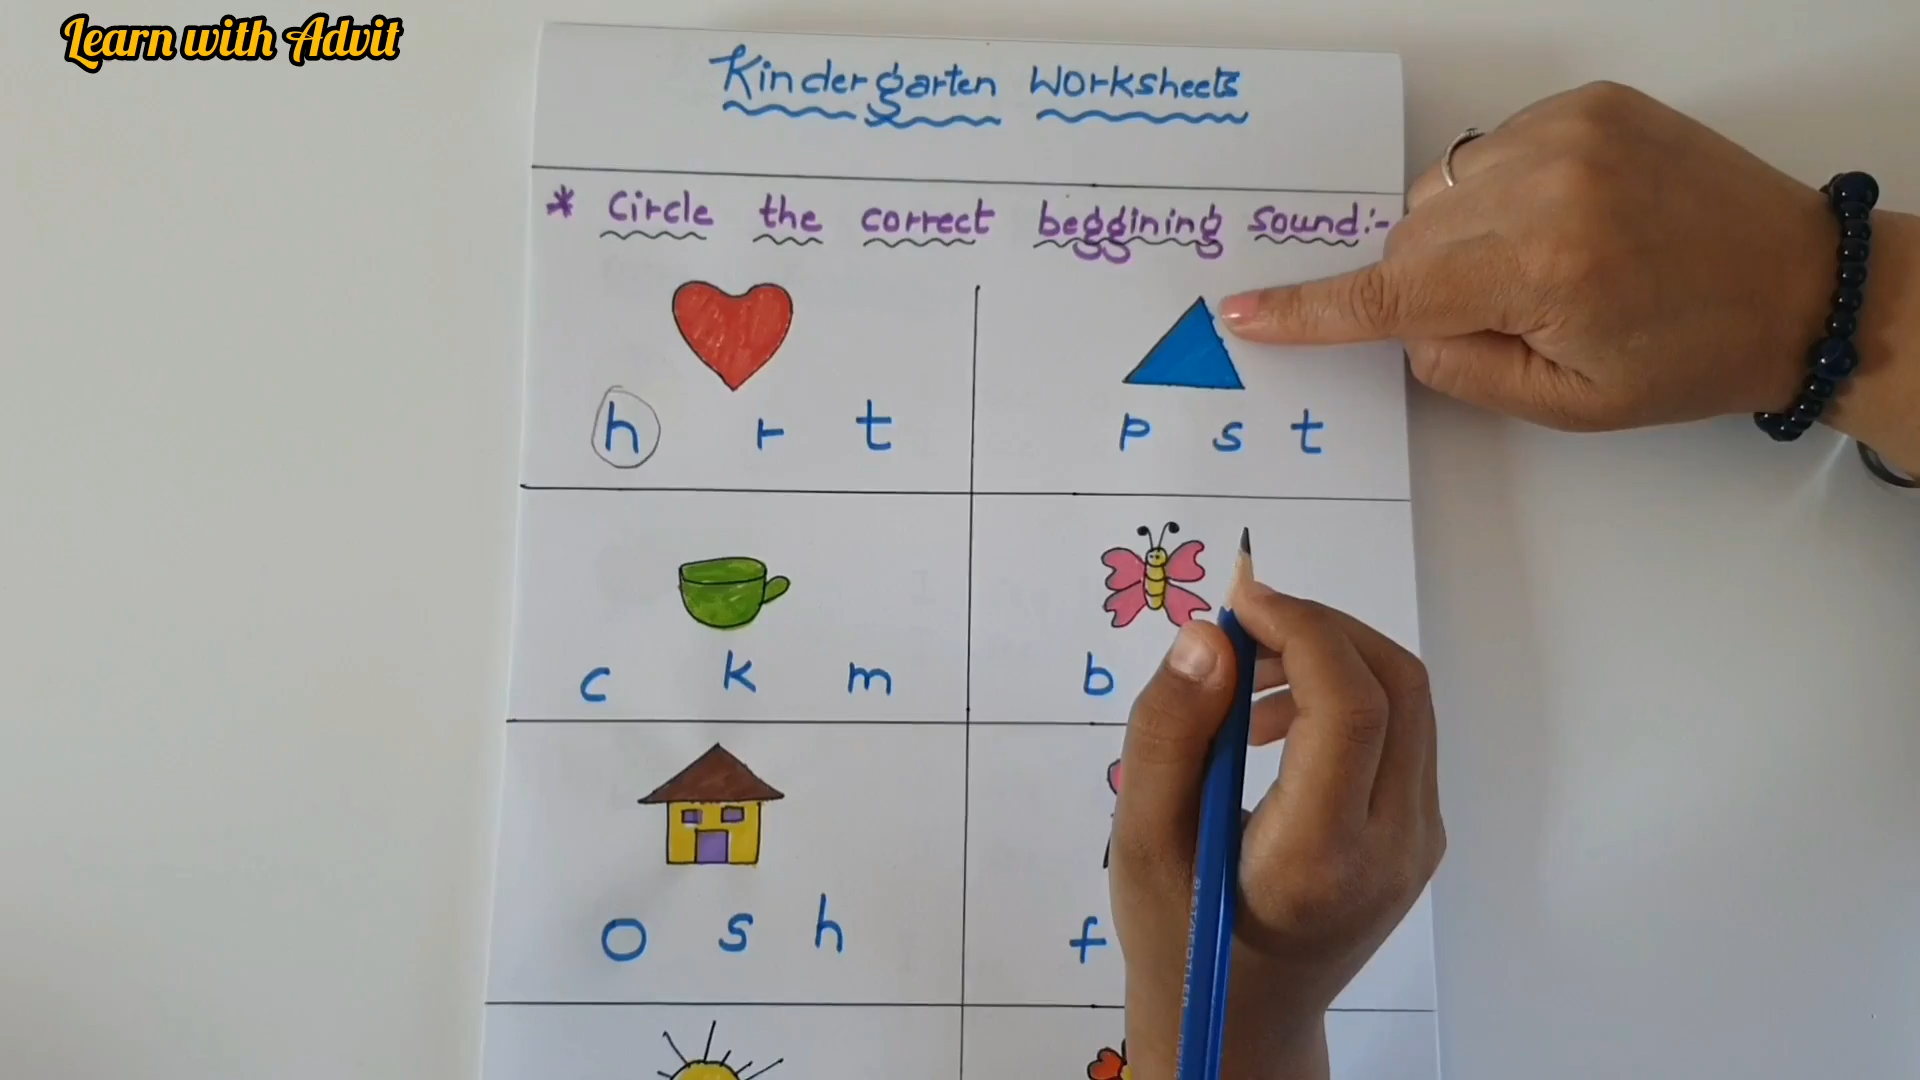 Learn with Advit
Kindergarten Worksheets
* Circle the correct beggining sound:-
h r t
p s t
c k m
b
o s h
f